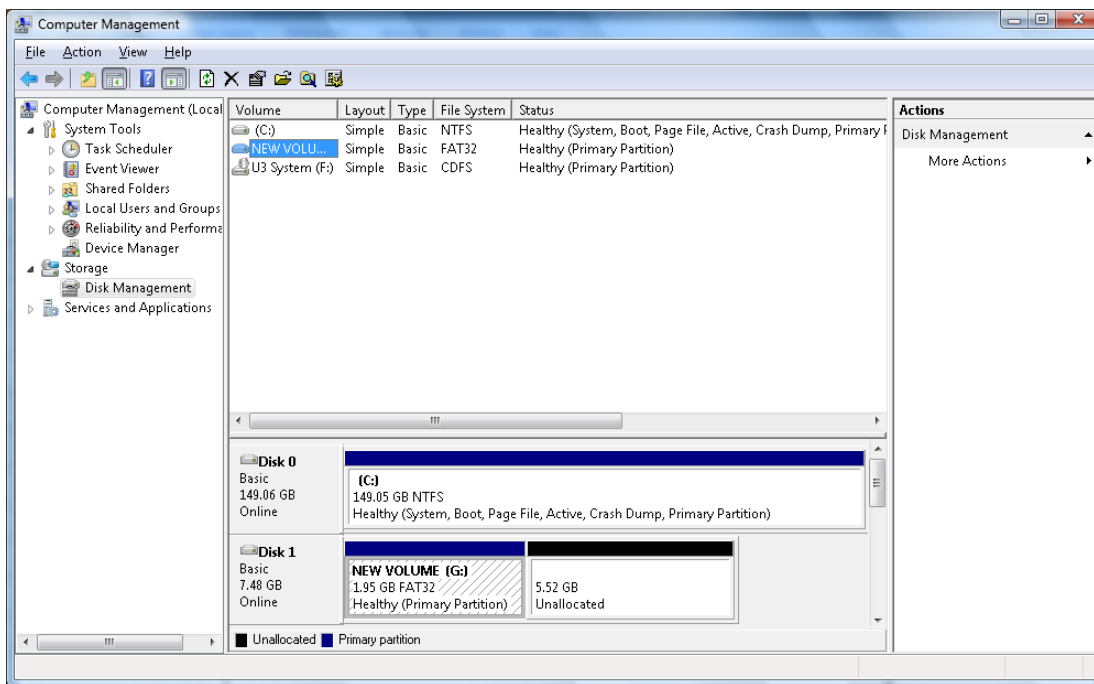 Computer Management
File Action View Help
Computer Management (Local
System Tools
Task Scheduler
Event Viewer
Shared Folders
Local Users and Groups
Reliability and Performa
Device Manager
Storage
Disk Management
Services and Applications
Volume Layout Type File System Status
(C:) Simple Basic NTFS Healthy (System, Boot, Page File, Active, Crash Dump, Primary P
NEW VOLU... Simple Basic FAT32 Healthy (Primary Partition)
U3 System (F:) Simple Basic CDFS Healthy (Primary Partition)
Disk 0
Basic
149.06 GB
Online
(C:)
149.05 GB NTFS
Healthy (System, Boot, Page File, Active, Crash Dump, Primary Partition)
Disk 1
Basic
7.48 GB
Online
NEW VOLUME (G:)
1.95 GB FAT32
Healthy (Primary Partition)
5.52 GB
Unallocated
Unallocated Primary partition
Actions
Disk Management
More Actions